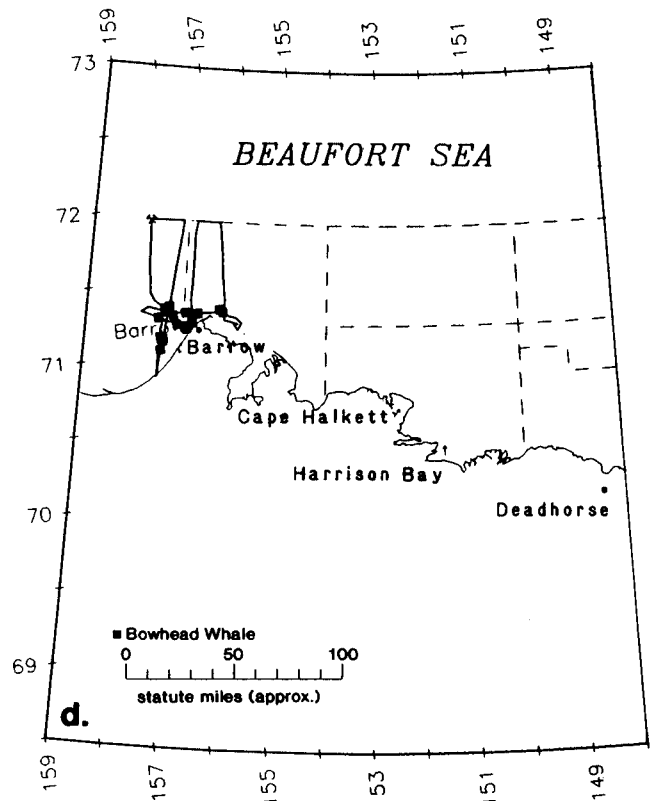 159 157 155 153 151 149
73
BEAUFORT SEA
72
Barr
Barrow
71
Cape Halkett
Harrison Bay
70
Deadhorse
Bowhead Whale
0 50 100
69
statute miles (approx.)
d.
159 157 155 153 151 149